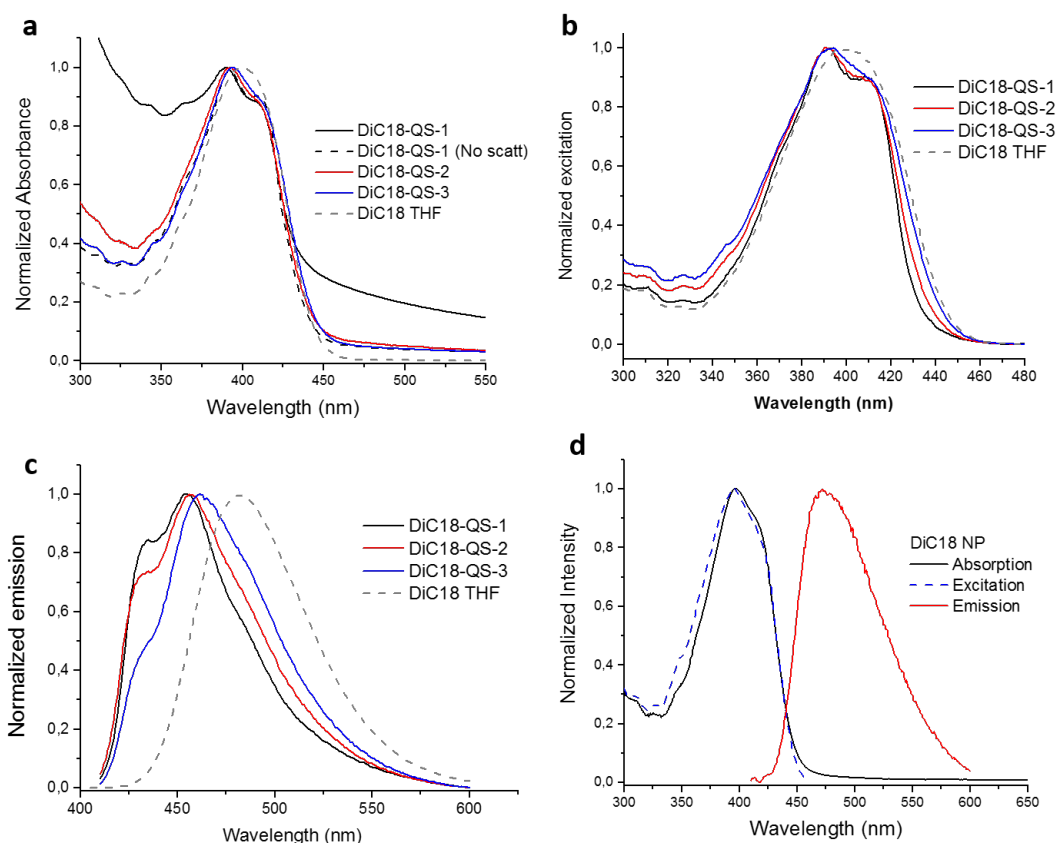 a
Normalized Absorbance
1,0
0,8
0,6
0,4
0,2
0,0
300 350 400 450 500 550
Wavelength (nm)
DiC18-QS-1
DiC18-QS-1 (No scatt)
DiC18-QS-2
DiC18-QS-3
DiC18 THF
b
Normalized excitation
1,0
0,8
0,6
0,4
0,2
0,0
300 320 340 360 380 400 420 440 460 480
Wavelength (nm)
DiC18-QS-1
DiC18-QS-2
DiC18-QS-3
DiC18 THF
c
Normalized emission
1,0
0,8
0,6
0,4
0,2
0,0
400 450 500 550 600
Wavelength (nm)
DiC18-QS-1
DiC18-QS-2
DiC18-QS-3
DiC18 THF
d
Normalized Intensity
1,0
0,8
0,6
0,4
0,2
0,0
300 350 400 450 500 550 600 650
Wavelength (nm)
DiC18 NP
Absorption
Excitation
Emission